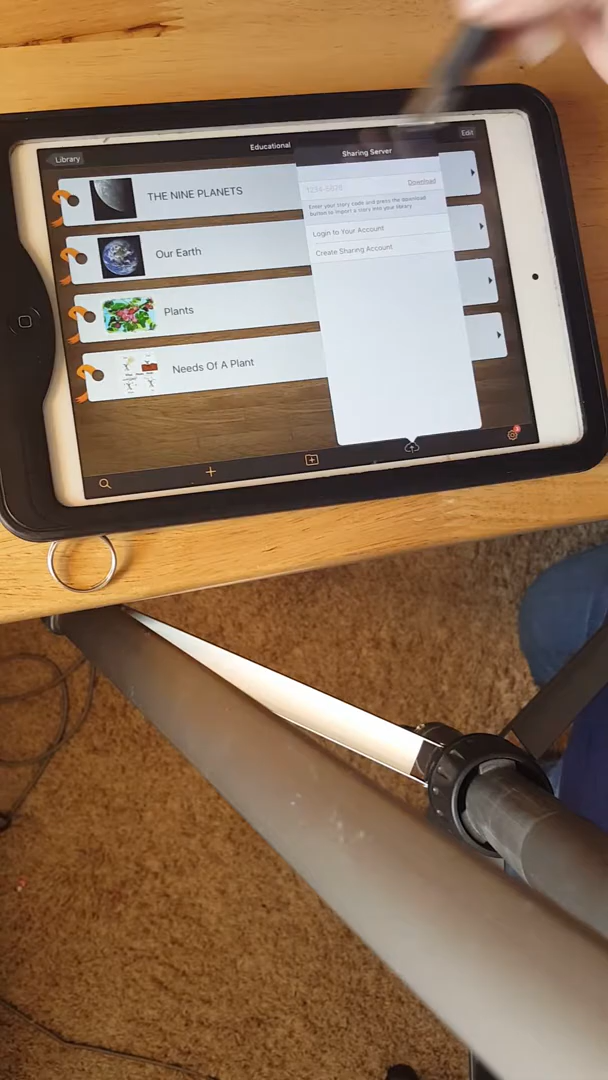 Library
Educational
Sharing Server
Edit
THE NINE PLANETS
Our Earth
Plants
Needs Of A Plant
1234-5678
Download
Enter your story code and press the download
button to import a story into your library
Login to Your Account
Create Sharing Account